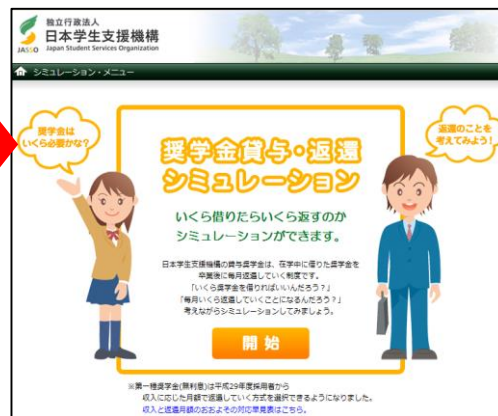 独立行政法人
日本学生支援機構
JASSO Japan Student Services Organization
シミュレーション・メニュー
奨学金は
いくら必要かな?
返還のことを
考えてみよう!
奨学金貸与・返還
シミュレーション
いくら借りたらいくら返すのか
シミュレーションができます。
日本学生支援機構の貸与奨学金は、在学中に借りた奨学金を
卒業後に毎月返還していく制度です。
「いくら奨学金を借りればいいんだろう?」
「毎月いくら返還していくことになるんだろう?」
考えながらシミュレーションしてみましょう。
開始
※第一種奨学金(無利息)は平成29年度採用者から
収入に応じた月額で返還していく方式を選択できるようになりました。
収入と返還月額のおおよその対応早見表はこちら。